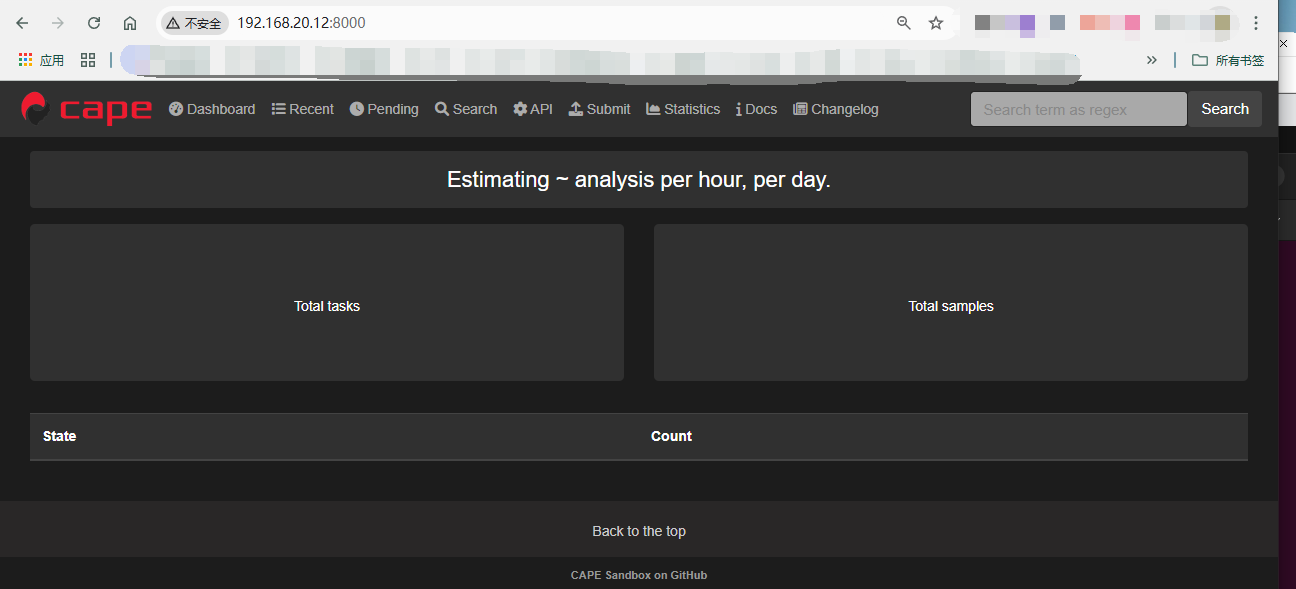 不安全 192.168.20.12:8000
应用 所有书签
cape Dashboard Recent Pending Search API Submit Statistics Docs Changelog Search term as regex Search
Estimating ~ analysis per hour, per day.
Total tasks Total samples
State Count
Back to the top
CAPE Sandbox on GitHub